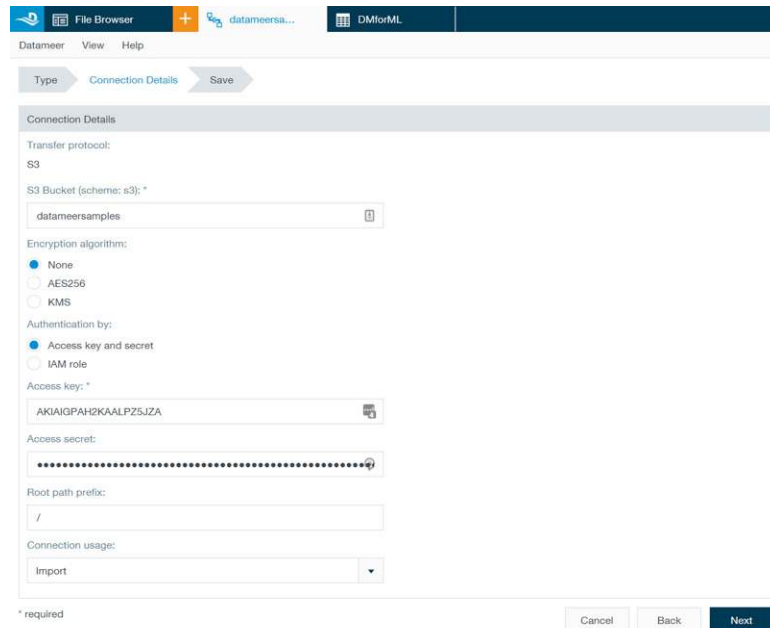 File Browser
+
datameersa...
DMforML
Datameer View Help
Type Connection Details Save
Connection Details
Transfer protocol:
S3
S3 Bucket (scheme: s3): *
datameersamples
Encryption algorithm:
None
AES256
KMS
Authentication by:
Access key and secret
IAM role
Access key: *
AKIAIGPAH2KAALPZ5JZA
Access secret:
Root path prefix:
/
Connection usage:
Import
* required
Cancel Back Next